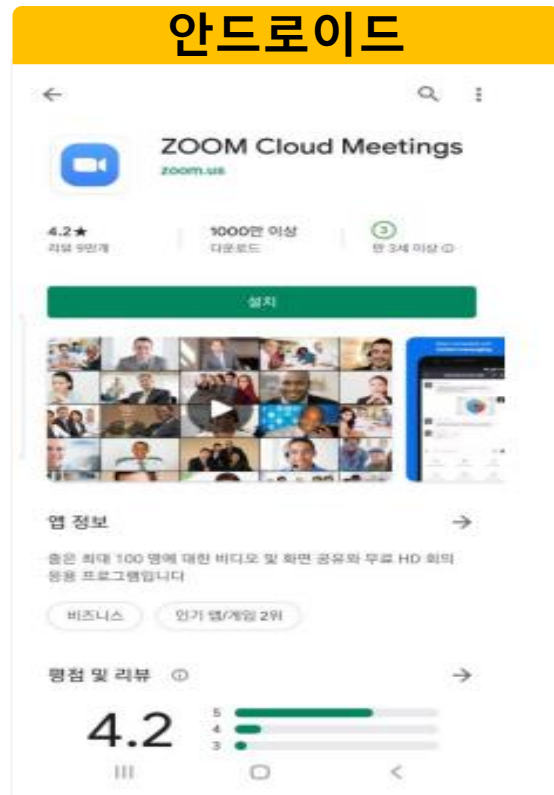 안드로이드
ZOOM Cloud Meetings
zoom.us
4.2★
리뷰 9만개
1000만 이상
다운로드
3
만 3세 이상
설치
앱 정보
줌은 최대 100 명에 대한 비디오 및 화면 공유와 무료 HD 회의
응용 프로그램입니다
비즈니스
인기 앱/게임 2위
평점 및 리뷰
4.2
5
4
3